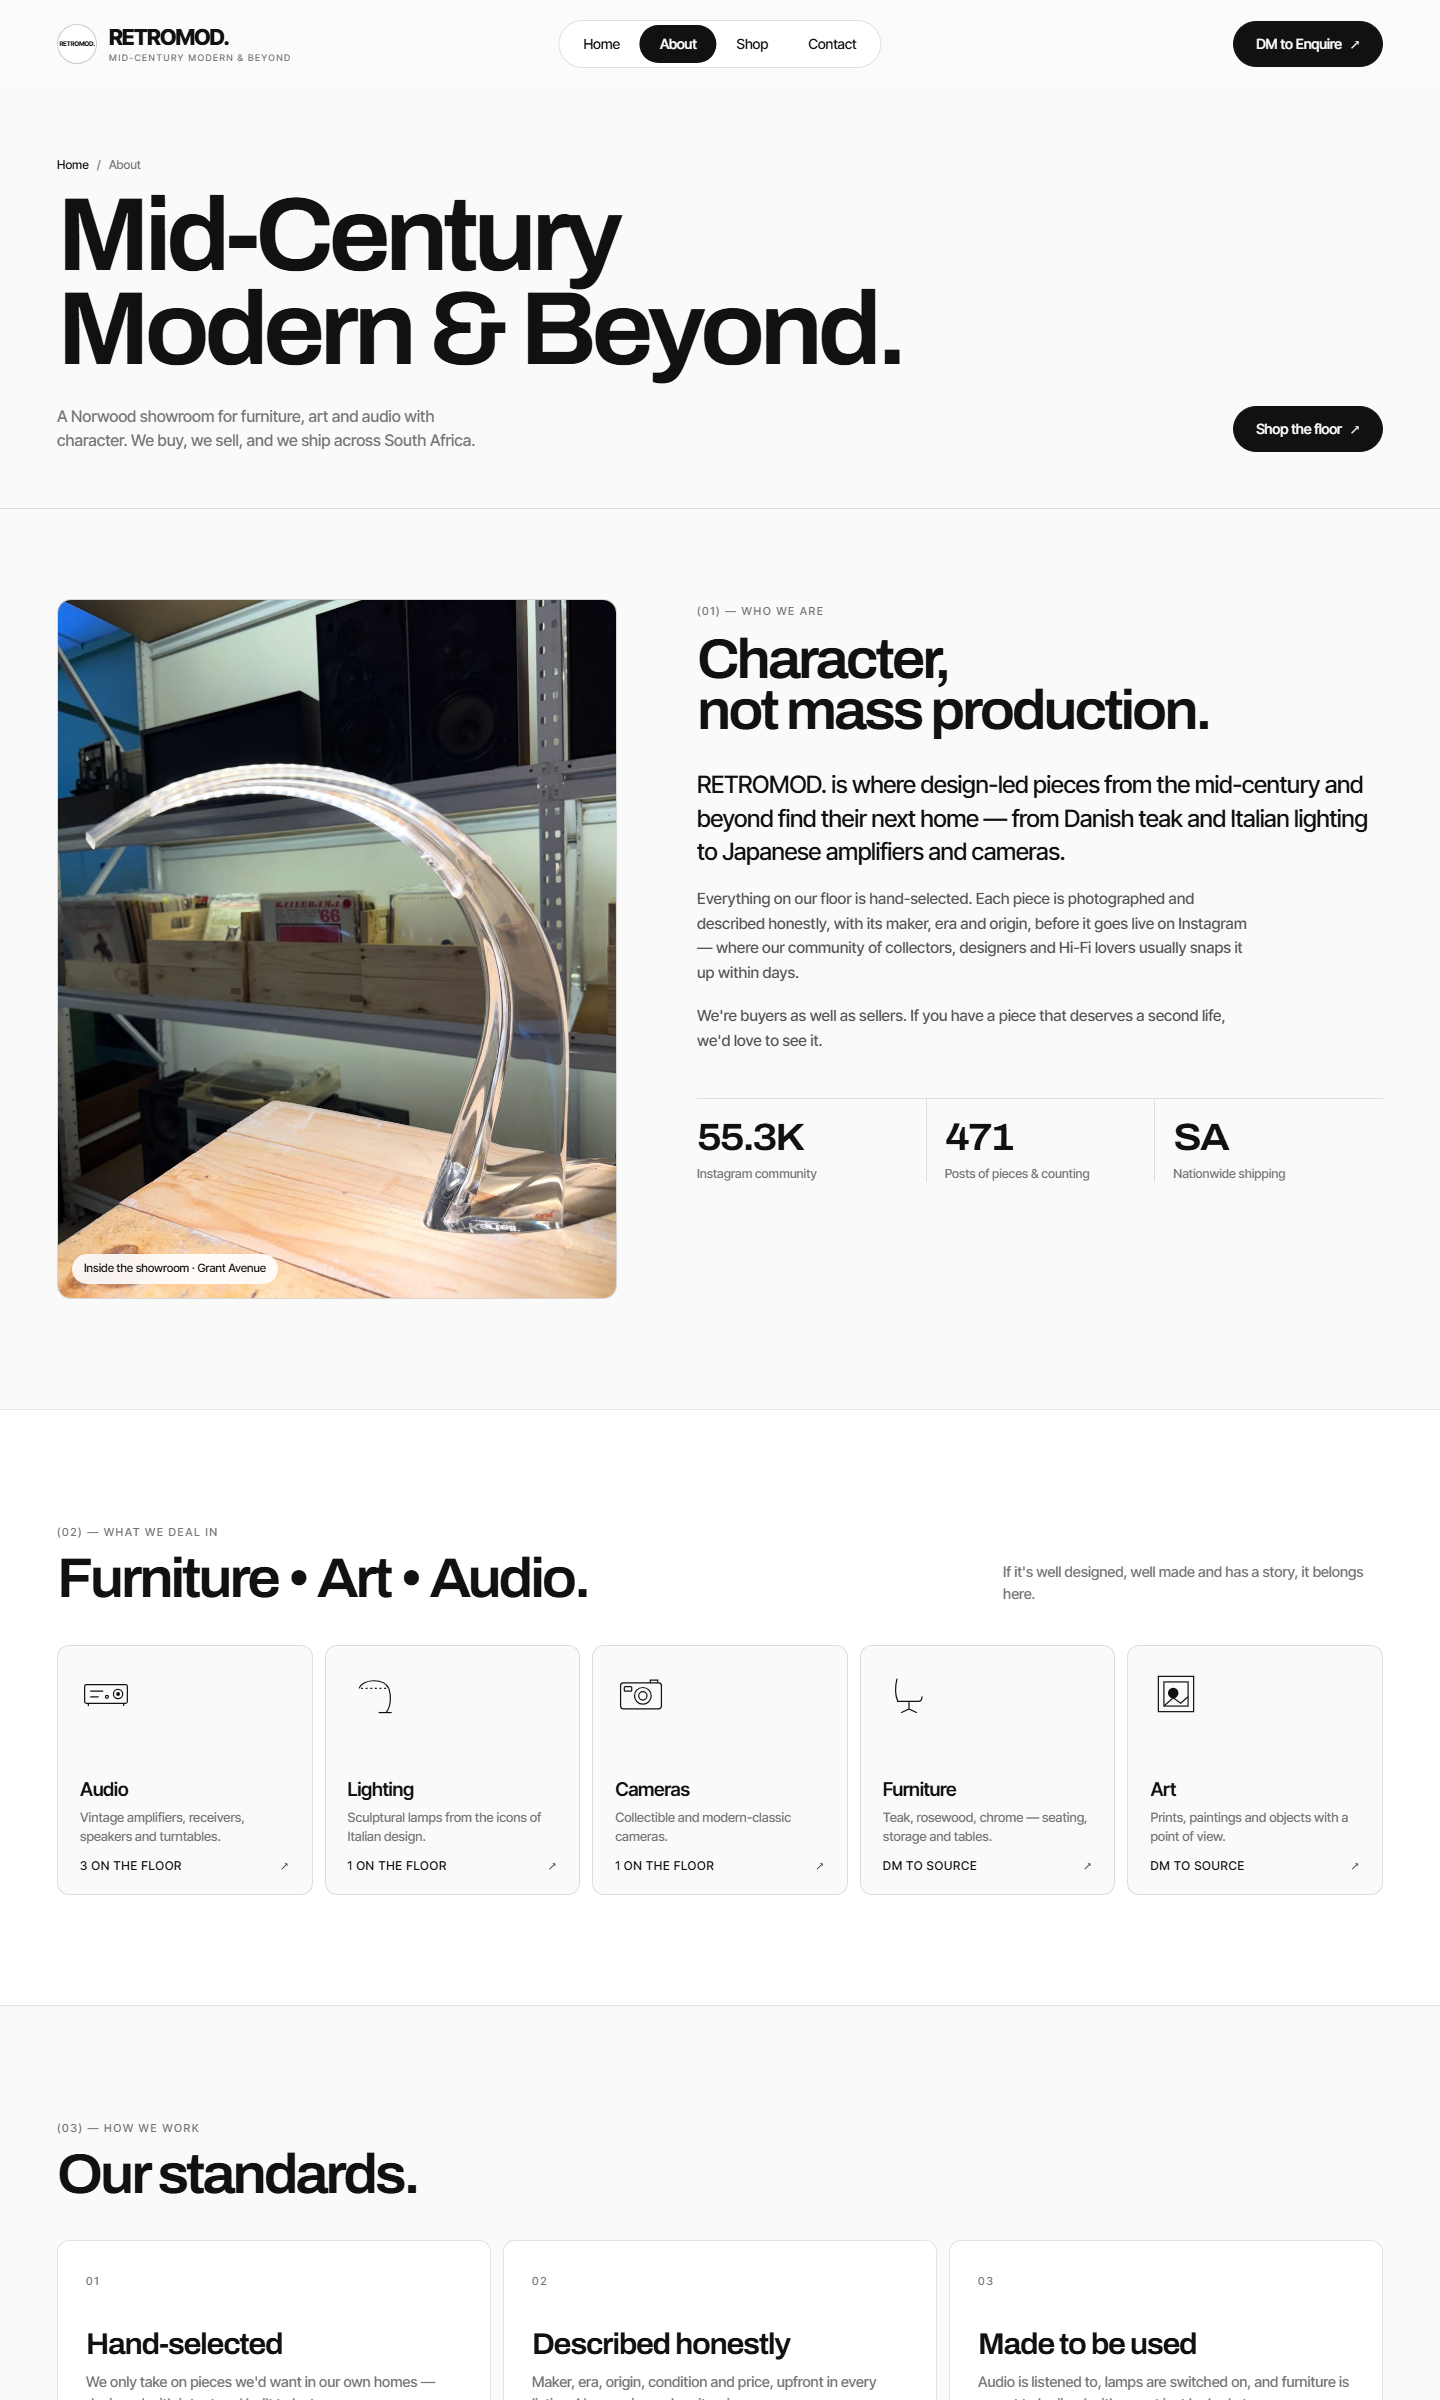 RETROMOD.
RETROMOD.
MID-CENTURY MODERN & BEYOND
Home
About
Shop
Contact
DM to Enquire ↗
Home / About
Mid-Century
Modern & Beyond.
A Norwood showroom for furniture, art and audio with
character. We buy, we sell, and we ship across South Africa.
Shop the floor ↗
66
Inside the showroom · Grant Avenue
(01) — WHO WE ARE
Character,
not mass production.
RETROMOD. is where design-led pieces from the mid-century and
beyond find their next home — from Danish teak and Italian lighting
to Japanese amplifiers and cameras.
Everything on our floor is hand-selected. Each piece is photographed and
described honestly, with its maker, era and origin, before it goes live on Instagram
— where our community of collectors, designers and Hi-Fi lovers usually snaps it
up within days.
We're buyers as well as sellers. If you have a piece that deserves a second life,
we'd love to see it.
55.3K
Instagram community
471
Posts of pieces & counting
SA
Nationwide shipping
(02) — WHAT WE DEAL IN
Furniture • Art • Audio.
If it's well designed, well made and has a story, it belongs
here.
Audio
Vintage amplifiers, receivers,
speakers and turntables.
3 ON THE FLOOR ↗
Lighting
Sculptural lamps from the icons of
Italian design.
1 ON THE FLOOR ↗
Cameras
Collectible and modern-classic
cameras.
1 ON THE FLOOR ↗
Furniture
Teak, rosewood, chrome — seating,
storage and tables.
DM TO SOURCE ↗
Art
Prints, paintings and objects with a
point of view.
DM TO SOURCE ↗
(03) — HOW WE WORK
Our standards.
01
Hand-selected
We only take on pieces we'd want in our own homes —
02
Described honestly
Maker, era, origin, condition and price, upfront in every
03
Made to be used
Audio is listened to, lamps are switched on, and furniture is